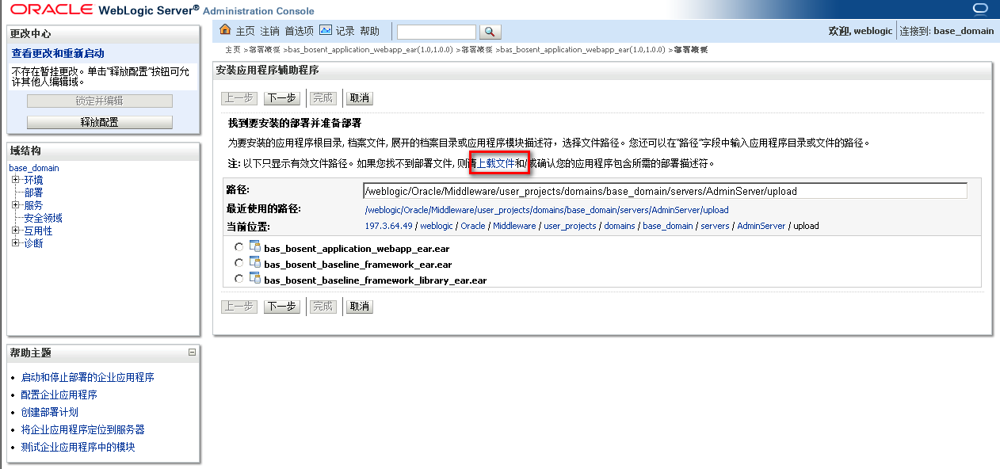 ORACLE WebLogic Server® Administration Console
更改中心
查看更改和重新启动
不存在暂挂更改。单击“释放配置”按钮可允
许其他人编辑域。
锁定并编辑
释放配置
域结构
base_domain
环境
部署
服务
安全领域
互用性
诊断
帮助主题
启动和停止部署的企业应用程序
配置企业应用程序
创建部署计划
将企业应用程序定位到服务器
测试企业应用程序中的模块
主页 注销 首选项 记录 帮助
欢迎, weblogic 连接到: base_domain
主页 >部署概要 >bas_bosent_application_webapp_ear(1.0,1.0.0) >部署概要 >bas_bosent_application_webapp_ear(1.0,1.0.0) >部署概要
安装应用程序辅助程序
上一步 下一步 完成 取消
找到要安装的部署并准备部署
为要安装的应用程序根目录, 档案文件, 展开的档案目录或应用程序模块描述符，选择文件路径。您还可以在“路径”字段中输入应用程序目录或文件的路径。
注: 以下只显示有效文件路径。如果您找不到部署文件, 则请上载文件和/或确认您的应用程序包含所需的部署描述符。
路径: /weblogic/Oracle/Middleware/user_projects/domains/base_domain/servers/AdminServer/upload
最近使用的路径: /weblogic/Oracle/Middleware/user_projects/domains/base_domain/servers/AdminServer/upload
当前位置: 197.3.64.49 / weblogic / Oracle / Middleware / user_projects / domains / base_domain / servers / AdminServer / upload
bas_bosent_application_webapp_ear.ear
bas_bosent_baseline_framework_ear.ear
bas_bosent_baseline_framework_library_ear.ear
上一步 下一步 完成 取消